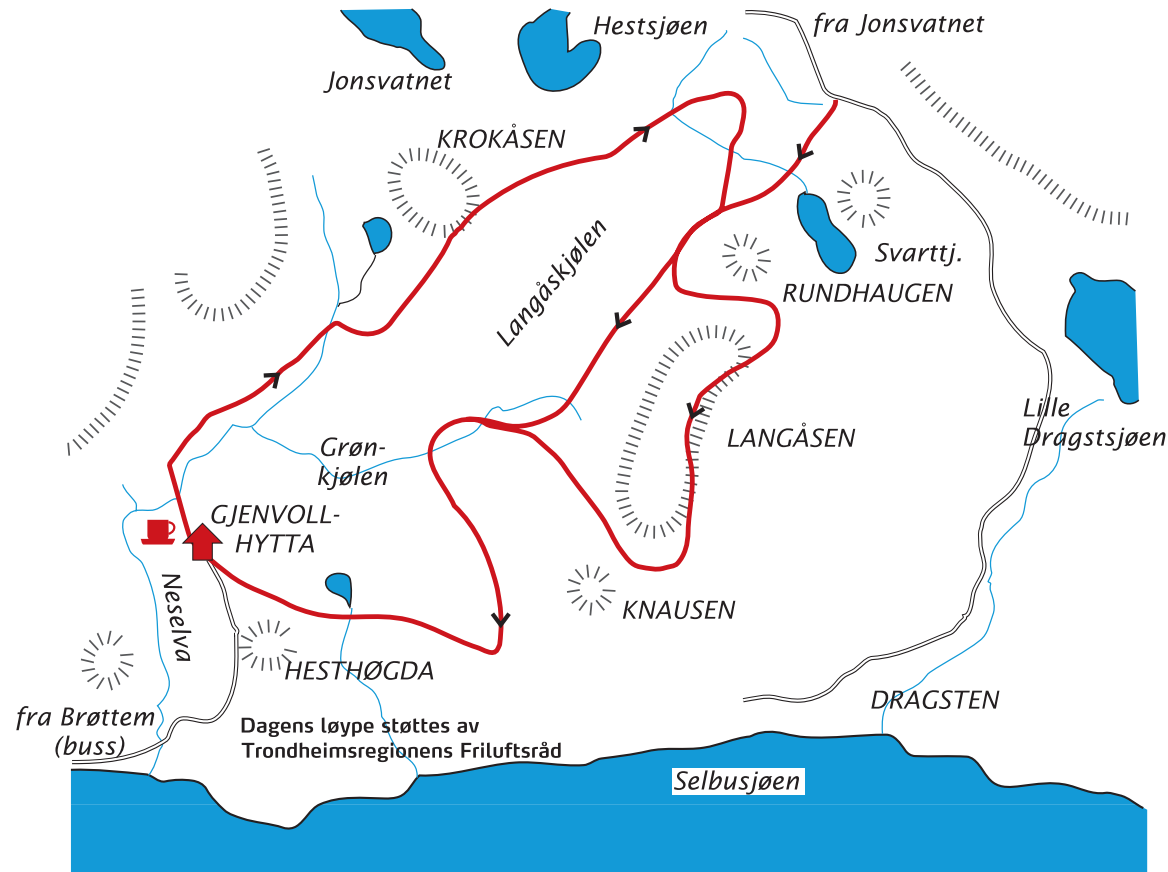 fra Jonsvatnet
Hestsjøen
Jonsvatnet
KROKÅSEN
Langåskjølen
Svarttj.
RUNDHAUGEN
Lille
Dragstsjøen
LANGÅSEN
Grøn-
kjølen
GJENVOLL-
HYTTA
Neselva
KNAUSEN
HESTHØGDA
DRAGSTEN
fra Brøttem
(buss)
Dagens løype støttes av
Trondheimsregionens Friluftsråd
Selbusjøen